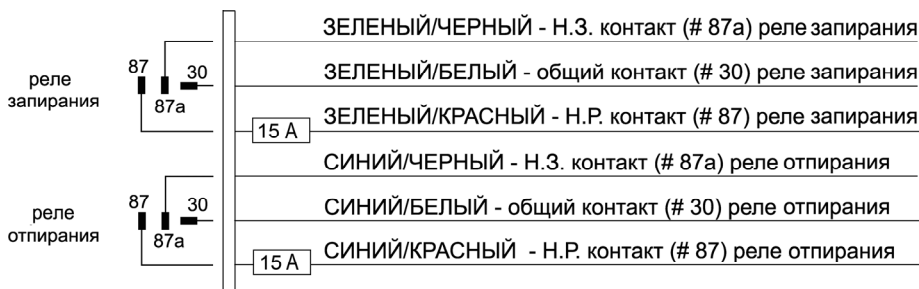 ЗЕЛЕНЫЙ/ЧЕРНЫЙ - Н.З. контакт (# 87а) реле запирания
87
30
реле
запирания
87а
ЗЕЛЕНЫЙ/БЕЛЫЙ - общий контакт (# 30) реле запирания
15 А
ЗЕЛЕНЫЙ/КРАСНЫЙ - Н.Р. контакт (# 87) реле запирания
СИНИЙ/ЧЕРНЫЙ - Н.З. контакт (# 87а) реле отпирания
87
30
реле
отпирания
87а
СИНИЙ/БЕЛЫЙ - общий контакт (# 30) реле отпирания
15 А
СИНИЙ/КРАСНЫЙ - Н.Р. контакт (# 87) реле отпирания